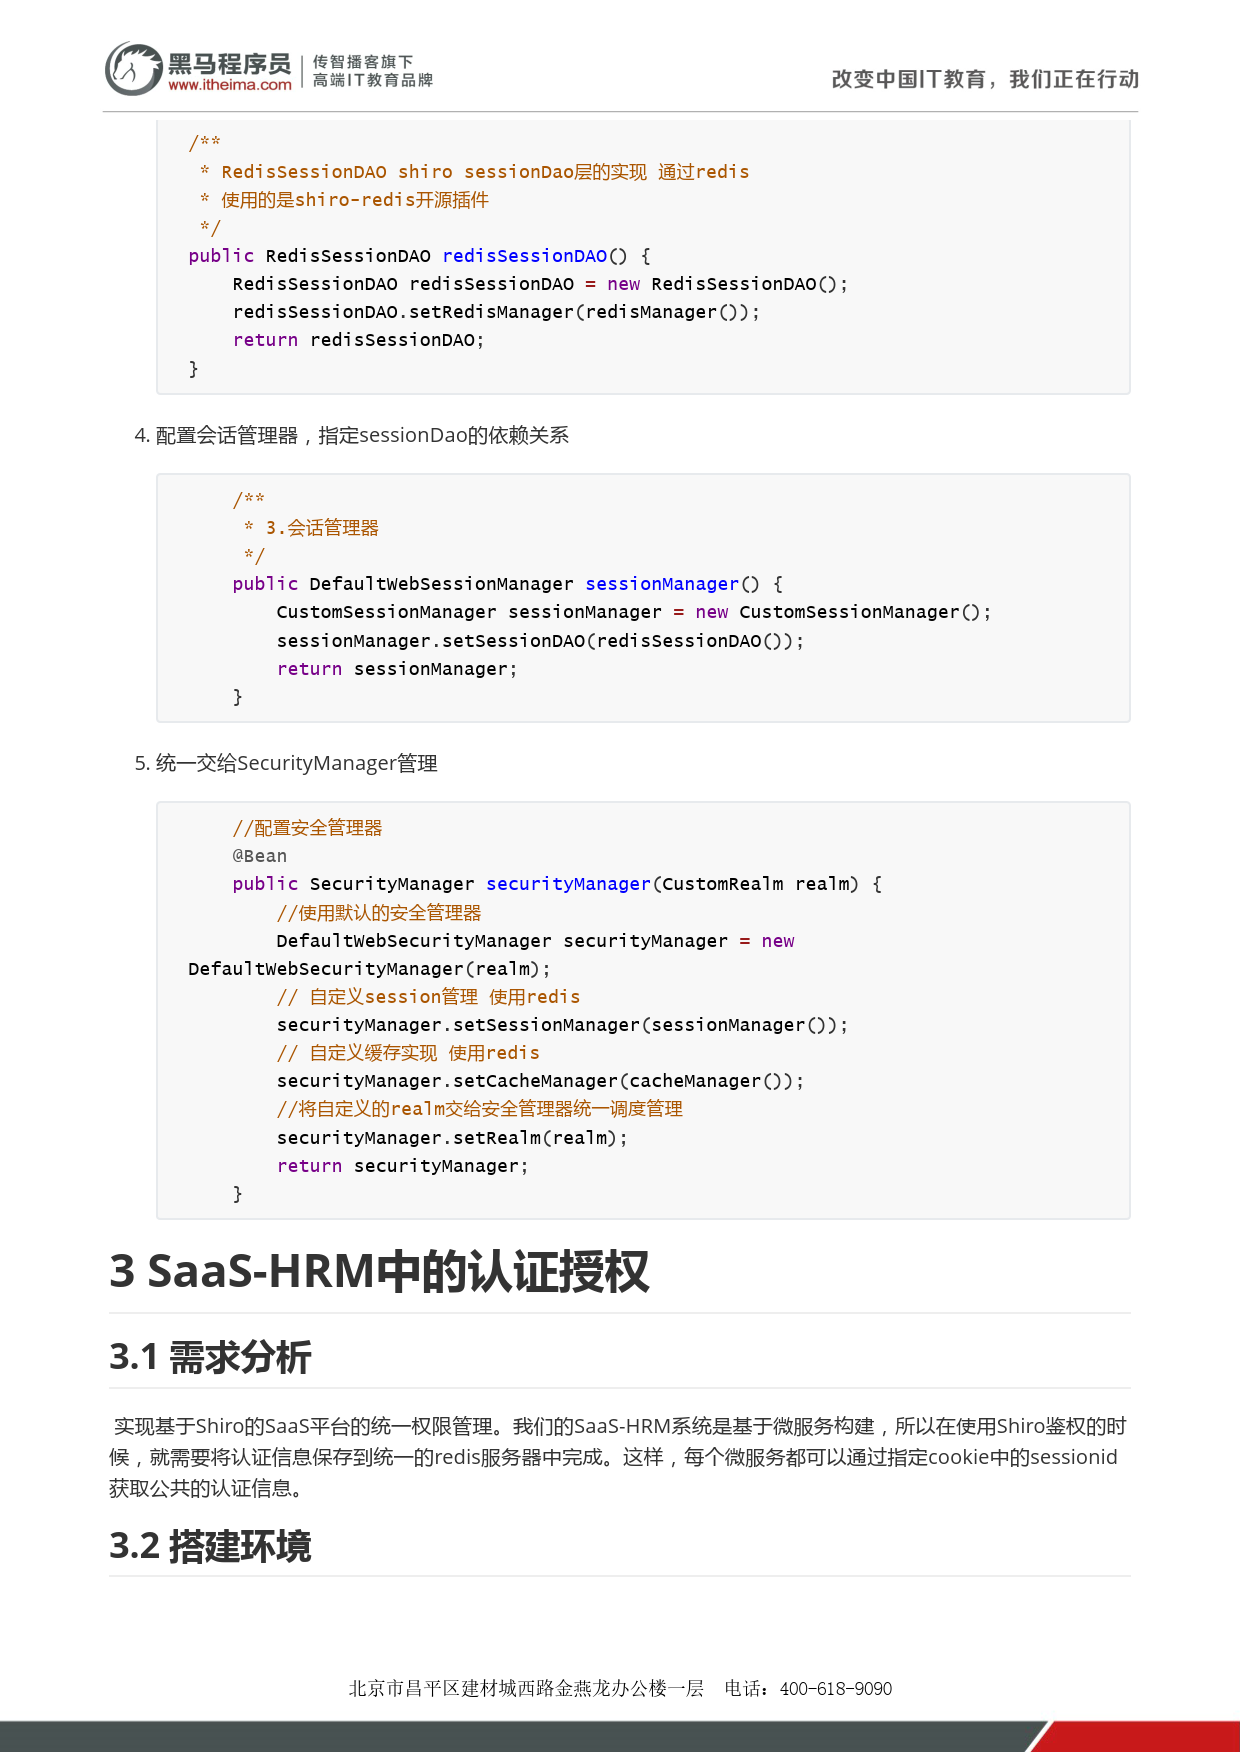 黑马程序员
www.itheima.com
传智播客旗下
高端IT教育品牌
改变中国IT教育，我们正在行动
/**
 * RedisSessionDAO shiro sessionDao层的实现 通过redis
 * 使用的是shiro-redis开源插件
 */
public RedisSessionDAO redisSessionDAO() {
    RedisSessionDAO redisSessionDAO = new RedisSessionDAO();
    redisSessionDAO.setRedisManager(redisManager());
    return redisSessionDAO;
}
4. 配置会话管理器，指定sessionDao的依赖关系
    /**
     * 3.会话管理器
     */
    public DefaultWebSessionManager sessionManager() {
        CustomSessionManager sessionManager = new CustomSessionManager();
        sessionManager.setSessionDAO(redisSessionDAO());
        return sessionManager;
    }
5. 统一交给SecurityManager管理
    //配置安全管理器
    @Bean
    public SecurityManager securityManager(CustomRealm realm) {
        //使用默认的安全管理器
        DefaultWebSecurityManager securityManager = new
DefaultWebSecurityManager(realm);
        // 自定义session管理 使用redis
        securityManager.setSessionManager(sessionManager());
        // 自定义缓存实现 使用redis
        securityManager.setCacheManager(cacheManager());
        //将自定义的realm交给安全管理器统一调度管理
        securityManager.setRealm(realm);
        return securityManager;
    }
3 SaaS-HRM中的认证授权
3.1 需求分析
实现基于Shiro的SaaS平台的统一权限管理。我们的SaaS-HRM系统是基于微服务构建，所以在使用Shiro鉴权的时
候，就需要将认证信息保存到统一的redis服务器中完成。这样，每个微服务都可以通过指定cookie中的sessionid
获取公共的认证信息。
3.2 搭建环境
北京市昌平区建材城西路金燕龙办公楼一层 电话：400-618-9090